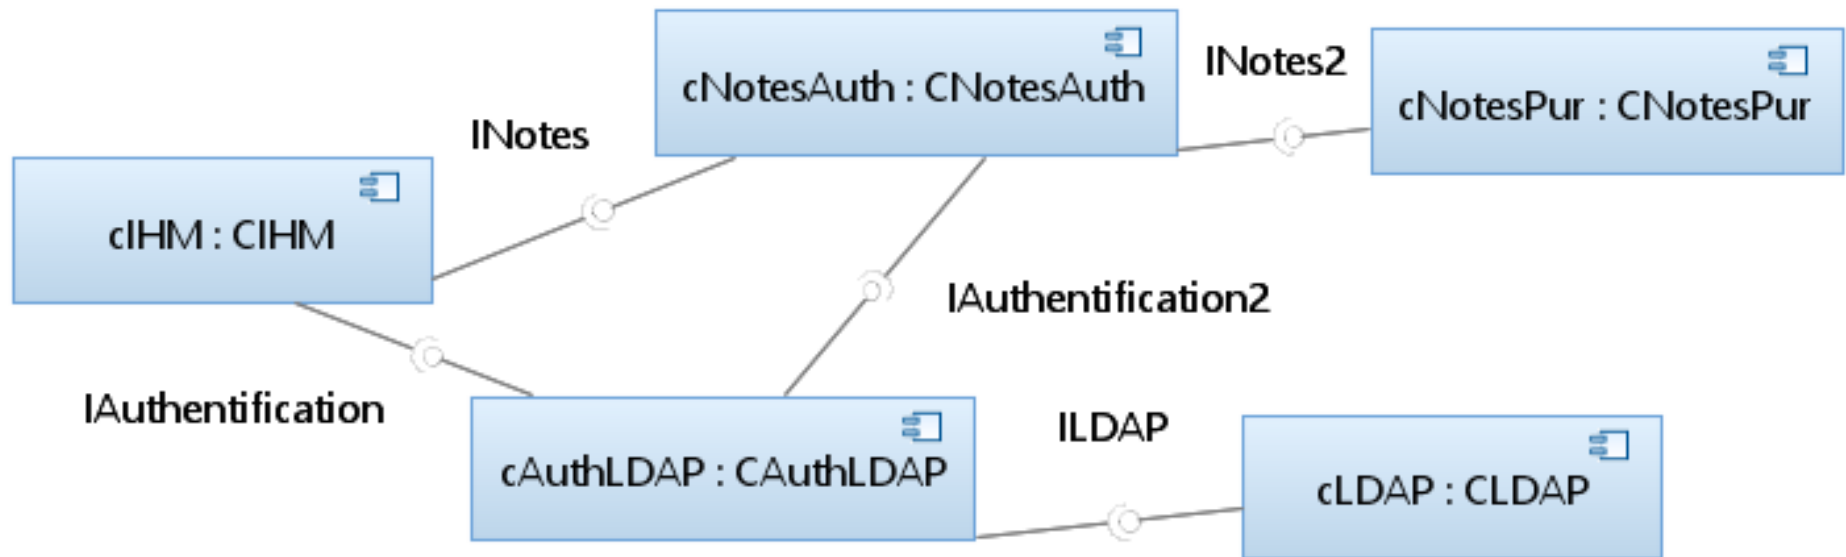 cNotesAuth : CNotesAuth
INotes2
cNotesPur : CNotesPur
INotes
cIHM : CIHM
IAuthentification2
IAuthentification
ILDAP
cAuthLDAP : CAuthLDAP
cLDAP : CLDAP